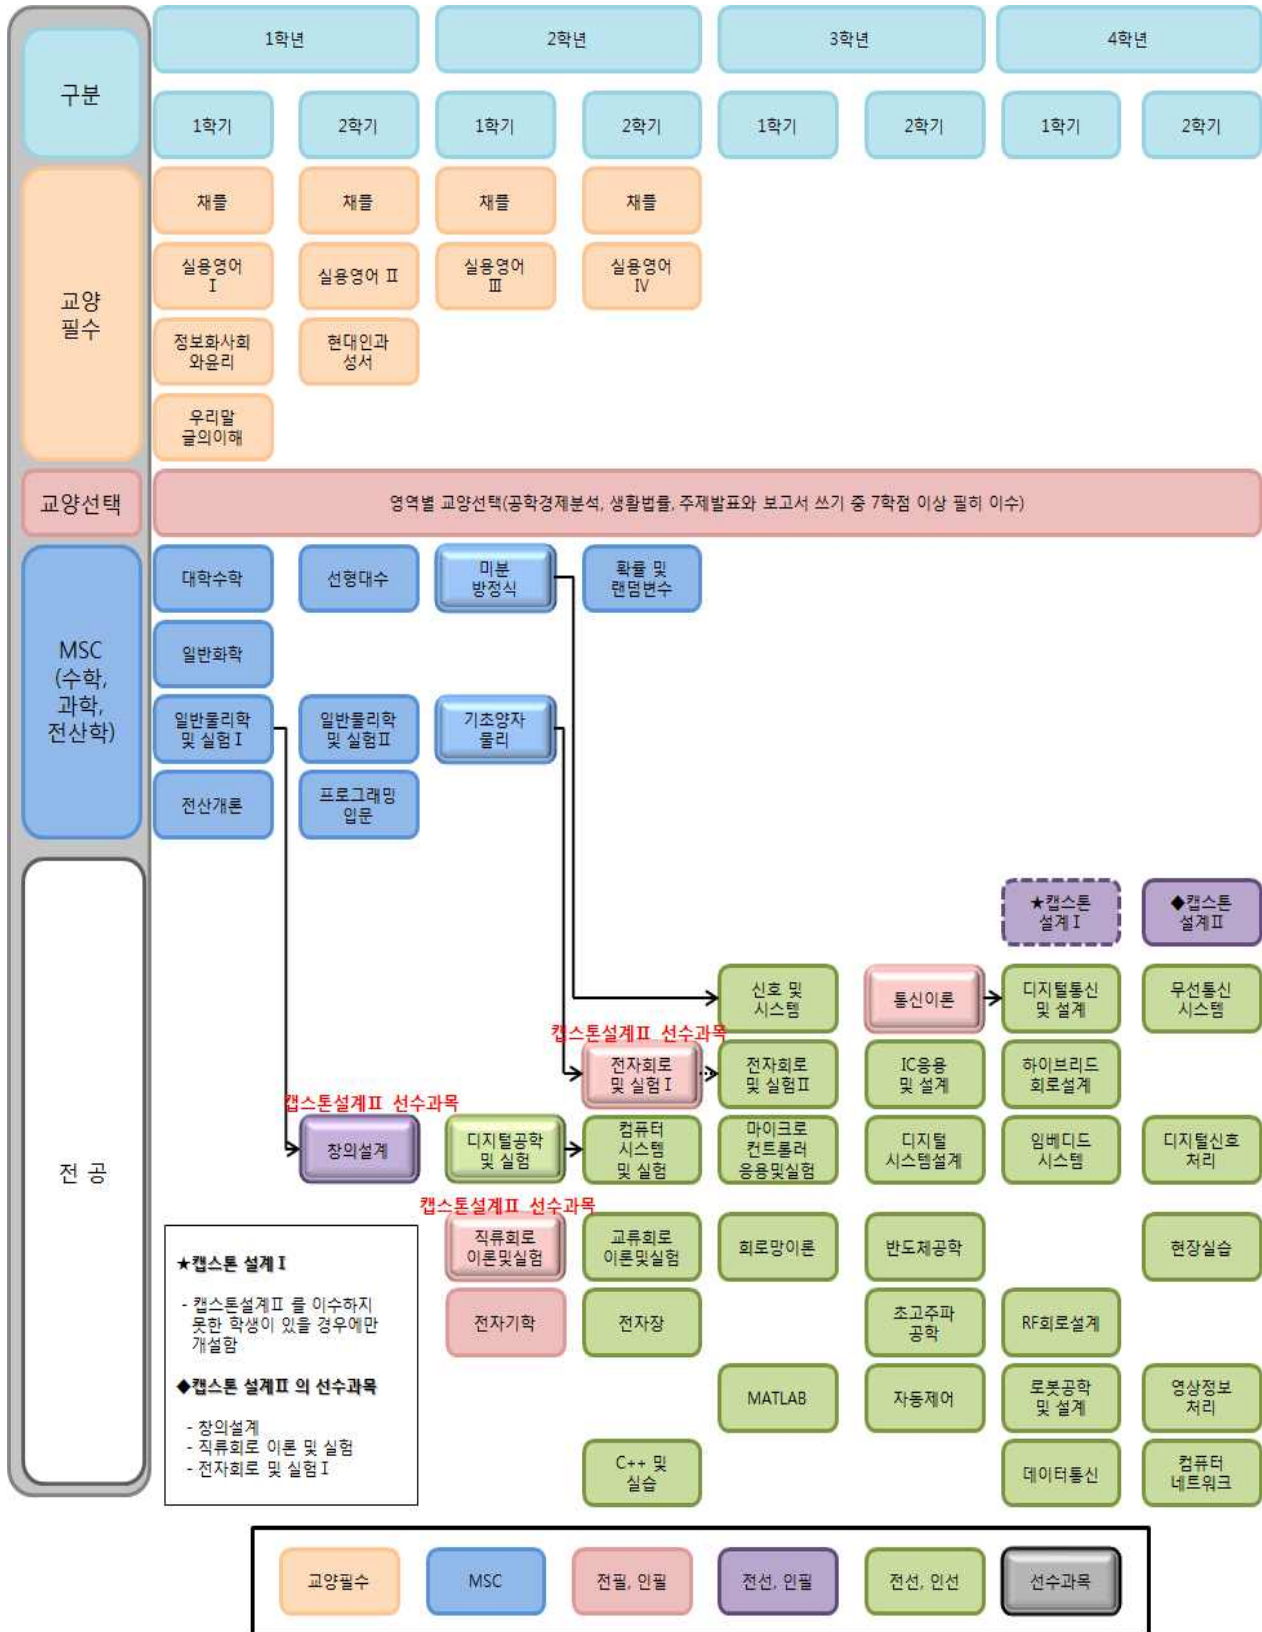 구분
1학년
2학년
3학년
4학년
1학기
2학기
1학기
2학기
1학기
2학기
1학기
2학기
교양
필수
채플
채플
채플
채플
실용영어
Ⅰ
실용영어 Ⅱ
실용영어
Ⅲ
실용영어
Ⅳ
정보화사회
와윤리
현대인과
성서
우리말
글의이해
교양선택
영역별 교양선택(공학경제분석, 생활법률, 주제발표와 보고서 쓰기 중 7학점 이상 필히 이수)
MSC
(수학,
과학,
전산학)
대학수학
선형대수
미분
방정식
확률 및
랜덤변수
일반화학
일반물리학
및 실험Ⅰ
일반물리학
및 실험Ⅱ
기초양자
물리
전산개론
프로그래밍
입문
전 공
★캡스톤
설계Ⅰ
◆캡스톤
설계Ⅱ
신호 및
시스템
통신이론
디지털통신
및 설계
무선통신
시스템
캡스톤설계Ⅱ 선수과목
전자회로
및 실험Ⅰ
전자회로
및 실험Ⅱ
IC응용
및 설계
하이브리드
회로설계
캡스톤설계Ⅱ 선수과목
창의설계
디지털공학
및 실험
컴퓨터
시스템
및 실험
마이크로
컨트롤러
응용및실험
디지털
시스템설계
임베디드
시스템
디지털신호
처리
캡스톤설계Ⅱ 선수과목
직류회로
이론및실험
교류회로
이론및실험
회로망이론
반도체공학
현장실습
전자기학
전자장
초고주파
공학
RF회로설계
MATLAB
자동제어
로봇공학
및 설계
영상정보
처리
C++ 및
실습
데이터통신
컴퓨터
네트워크
★캡스톤 설계Ⅰ
- 캡스톤설계Ⅱ 를 이수하지
못한 학생이 있을 경우에만
개설함
◆캡스톤 설계Ⅱ 의 선수과목
- 창의설계
- 직류회로 이론 및 실험
- 전자회로 및 실험Ⅰ
교양필수
MSC
전필, 인필
전선, 인필
전선, 인선
선수과목